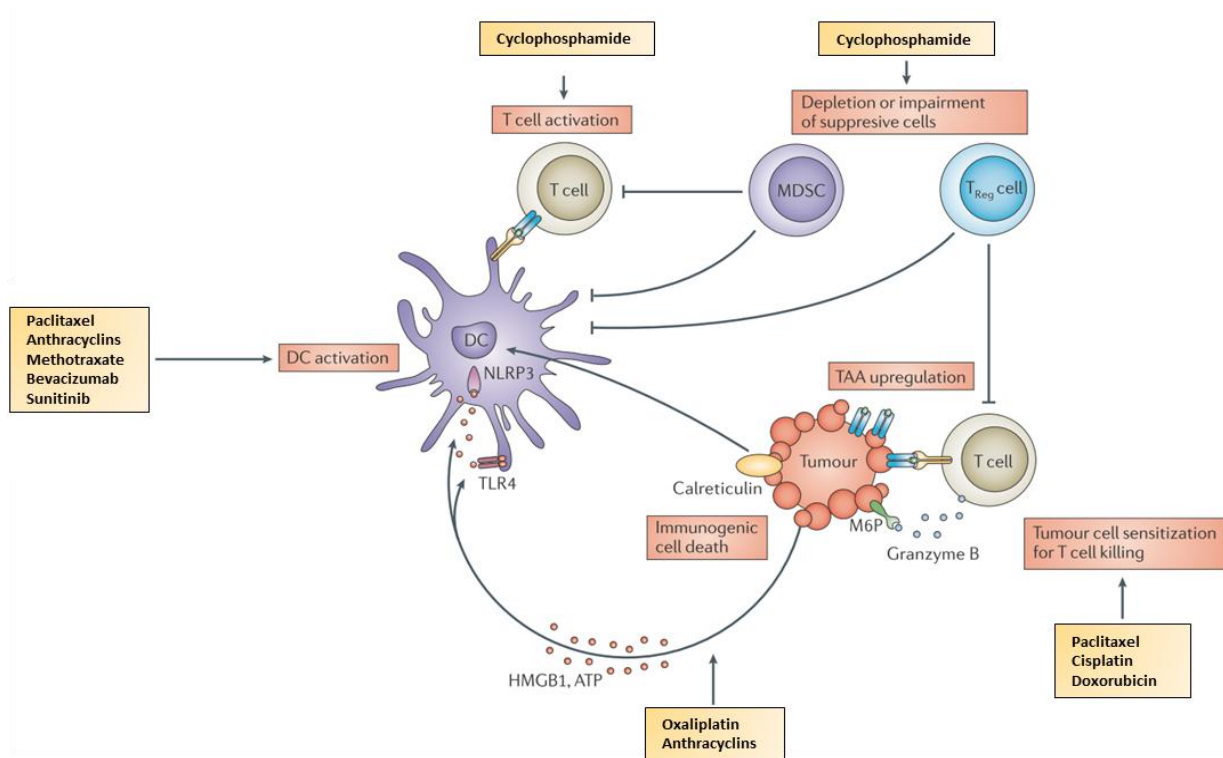 Cyclophosphamide
Cyclophosphamide
T cell activation
Depletion or impairment
of suppresive cells
T cell
MDSC
TReg cell
Paclitaxel
Anthracyclins
Methotraxate
Bevacizumab
Sunitinib
DC activation
DC
NLRP3
TLR4
TAA upregulation
Tumour
T cell
Calreticulin
M6P
Granzyme B
Immunogenic
cell death
Tumour cell sensitization
for T cell killing
HMGB1, ATP
Paclitaxel
Cisplatin
Doxorubicin
Oxaliplatin
Anthracyclins